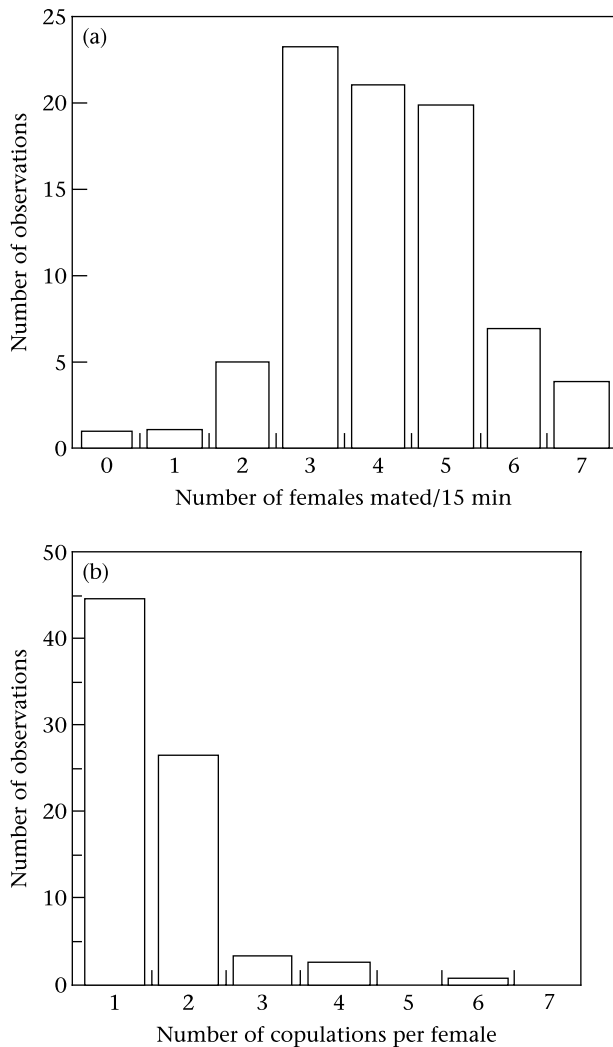 (a)
Number of observations
25
20
15
10
5
0
0 1 2 3 4 5 6 7
Number of females mated/15 min
(b)
Number of observations
50
40
30
20
10
0
1 2 3 4 5 6 7
Number of copulations per female